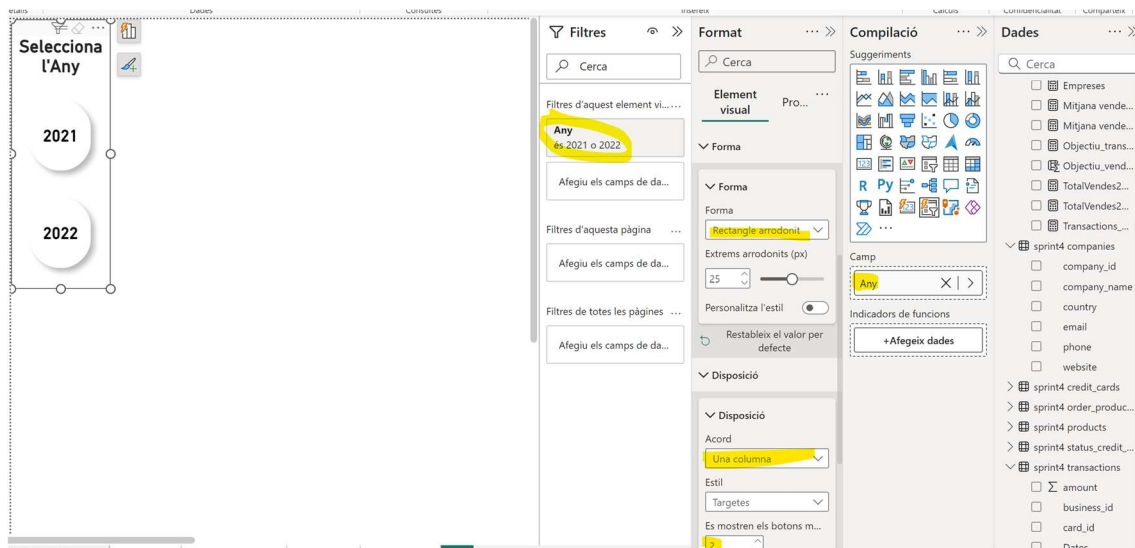 etalls
Dades
Consultes
Insereix
Càlculs
Confidencialitat
Comparteix
Selecciona
l'Any
2021
2022
Filtres
Cerca
Filtres d'aquest element vi...
Any
és 2021 o 2022
Afegiu els camps de da...
Filtres d'aquesta pàgina
Afegiu els camps de da...
Filtres de totes les pàgines
Afegiu els camps de da...
Format
Cerca
Element
visual
Pro...
Forma
Forma
Forma
Rectangle arrodonit
Extrems arrodonits (px)
25
Personalitza l'estil
Restableix el valor per
defecte
Disposició
Disposició
Acord
Una columna
Estil
Targetes
Es mostren els botons m...
2
Compilació
Suggeriments
123
R Py
Camp
Any
Indicadors de funcions
+Afegeix dades
Dades
Cerca
Empreses
Mitjana vende...
Mitjana vende...
Objectiu_trans...
Objectiu_vend...
TotalVendes2...
TotalVendes2...
Transactions_...
sprint4 companies
company_id
company_name
country
email
phone
website
sprint4 credit_cards
sprint4 order_produc...
sprint4 products
sprint4 status_credit_...
sprint4 transactions
amount
business_id
card_id
Dates